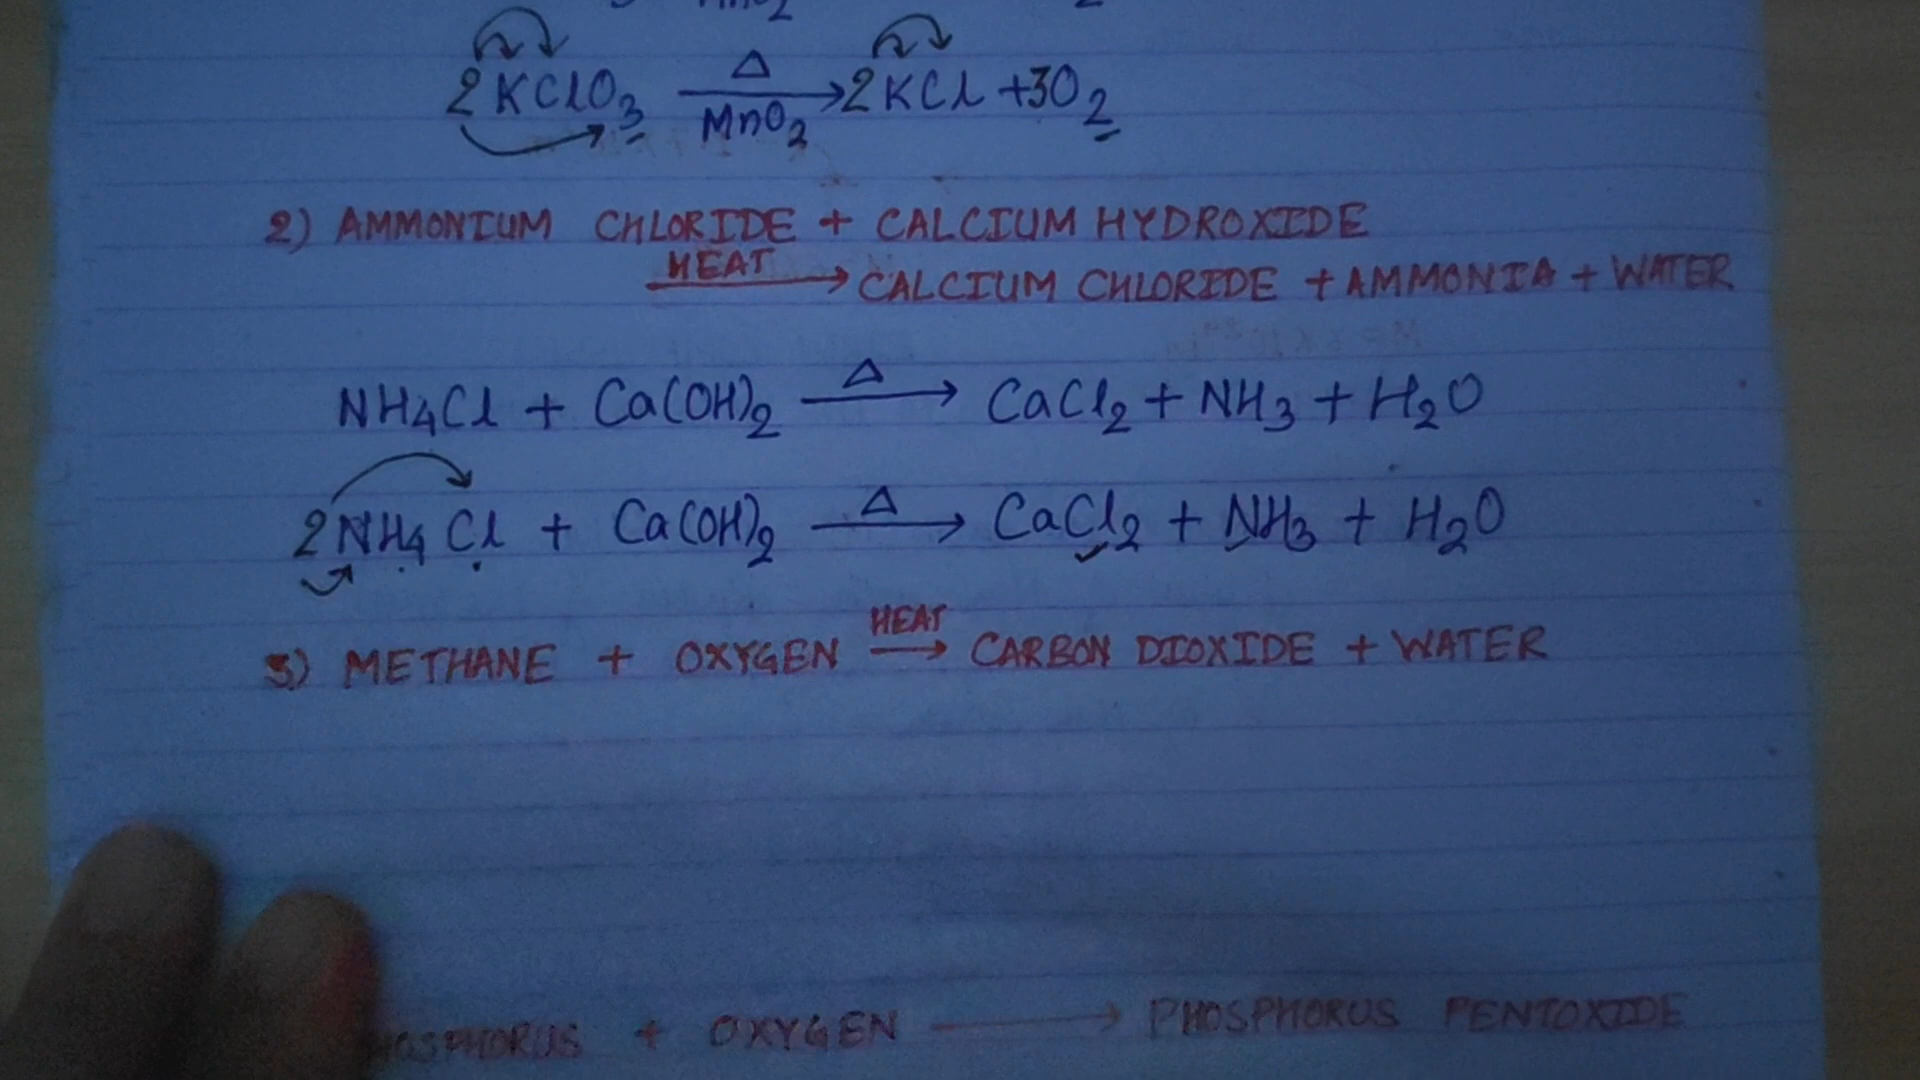 2KClO₃ —Δ/MnO₂→ 2KCl + 3O₂
2) AMMONIUM CHLORIDE + CALCIUM HYDROXIDE
HEAT → CALCIUM CHLORIDE + AMMONIA + WATER
NH₄Cl + Ca(OH)₂ —Δ→ CaCl₂ + NH₃ + H₂O
2NH₄Cl + Ca(OH)₂ —Δ→ CaCl₂ + NH₃ + H₂O
3) METHANE + OXYGEN —HEAT→ CARBON DIOXIDE + WATER
+ OXYGEN → PHOSPHORUS PENTOXIDE